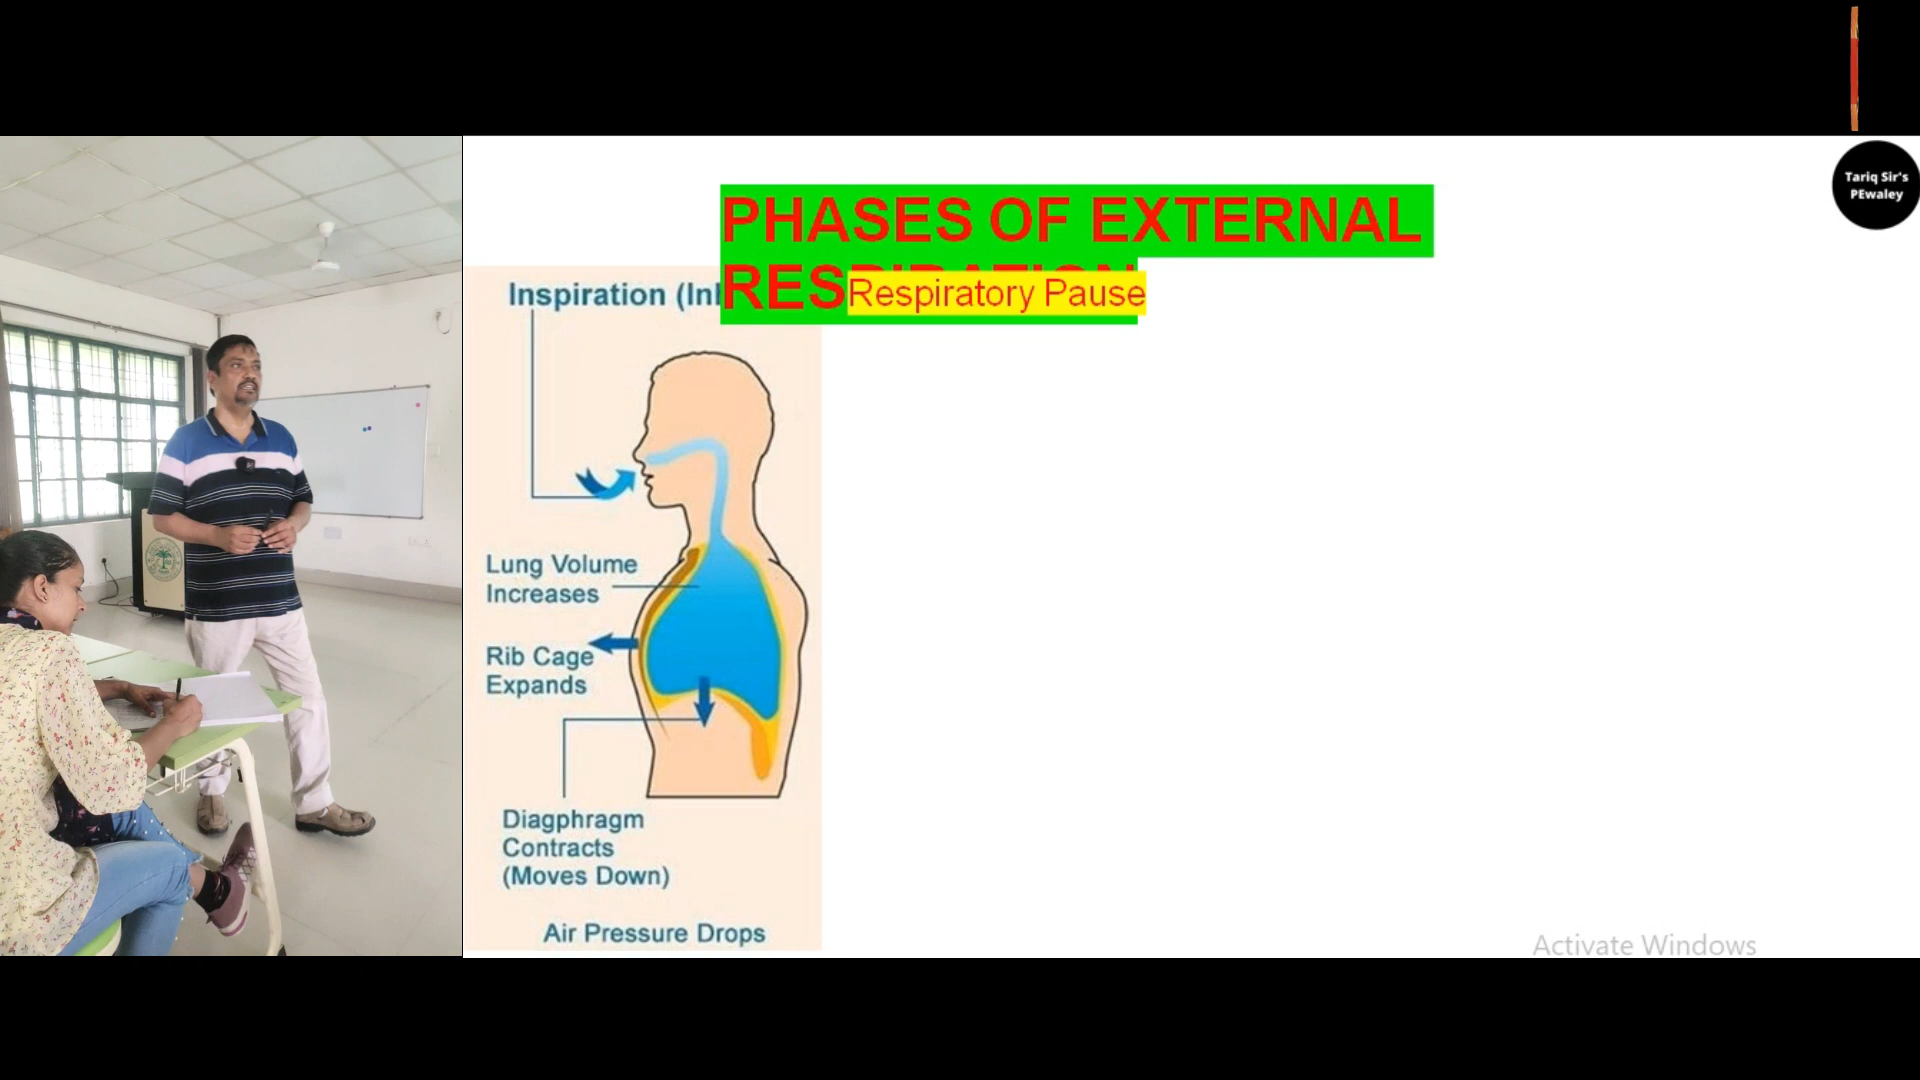 Tariq Sir's
PEwaley
PHASES OF EXTERNAL
RES
Respiratory Pause
Inspiration (Inl
Lung Volume
Increases
Rib Cage
Expands
Diagphragm
Contracts
(Moves Down)
Air Pressure Drops
Activate Windows